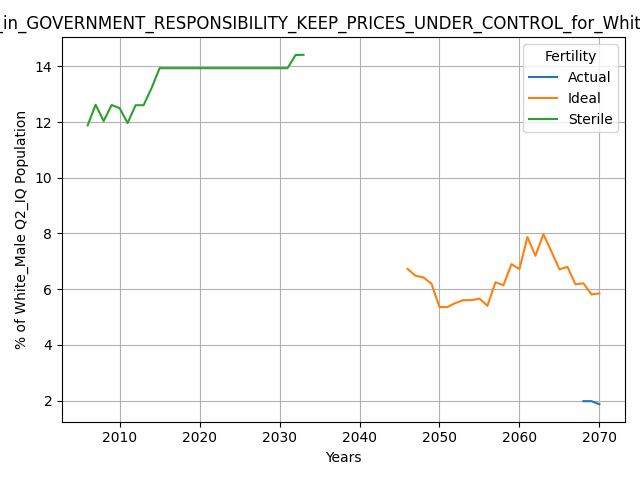 _in_GOVERNMENT_RESPONSIBILITY_KEEP_PRICES_UNDER_CONTROL_for_Whit
Fertility
Actual
Ideal
Sterile
% of White_Male Q2_IQ Population
14
12
10
8
6
4
2
2010 2020 2030 2040 2050 2060 2070
Years